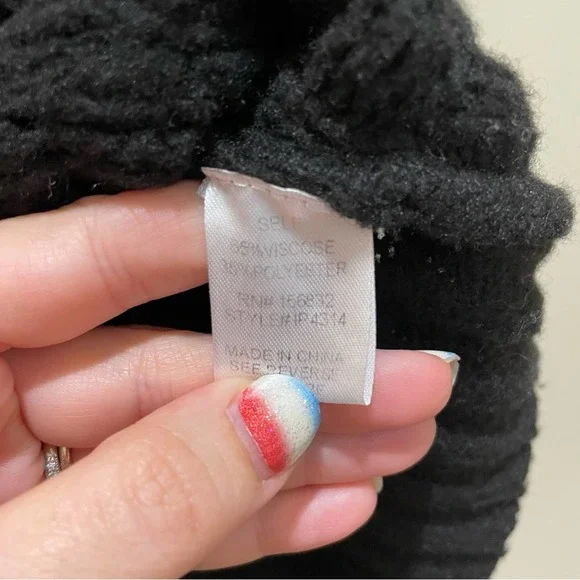 SELF
65%VISCOSE
35%POLYESTER
RN# 156832
STYLE#IP4314
MADE IN CHINA
SEE REVERSE